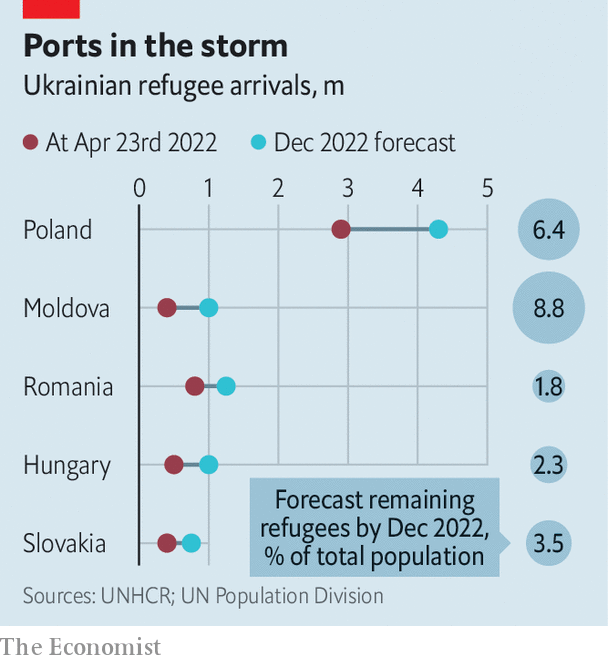 Ports in the storm
Ukrainian refugee arrivals, m
At Apr 23rd 2022 Dec 2022 forecast
0 1 2 3 4 5
Poland 6.4
Moldova 8.8
Romania 1.8
Hungary 2.3
Forecast remaining
refugees by Dec 2022,
% of total population
Slovakia 3.5
Sources: UNHCR; UN Population Division
The Economist